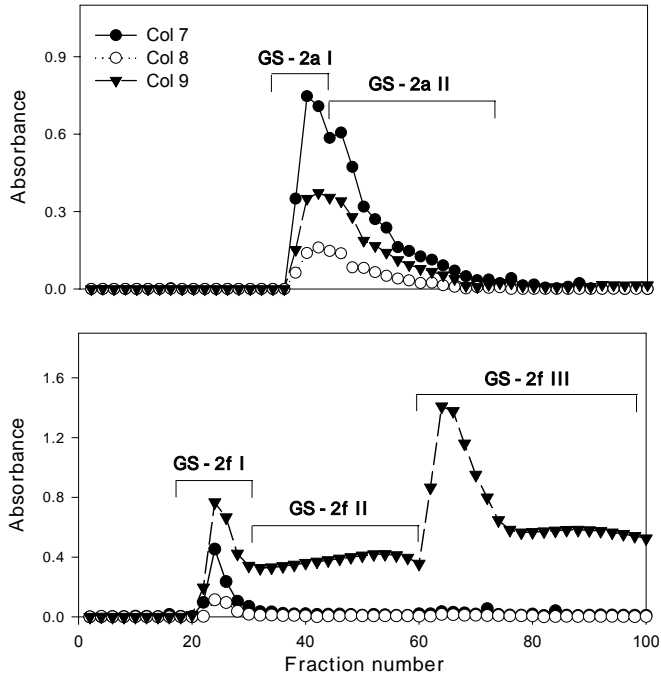 Col 7
Col 8
Col 9
GS - 2a I
GS - 2a II
0.9
0.6
0.3
0.0
Absorbance
GS - 2f III
GS - 2f I
GS - 2f II
1.6
1.2
0.8
0.4
0.0
Absorbance
0 20 40 60 80 100
Fraction number